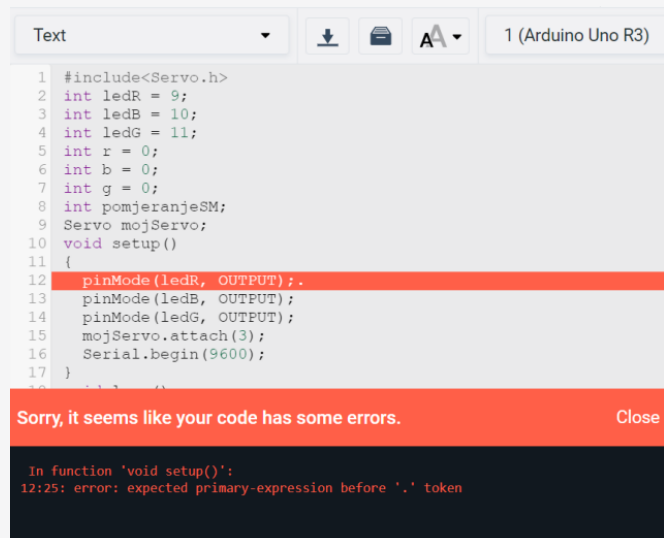 Text
1 (Arduino Uno R3)
1 #include<Servo.h>
2 int ledR = 9;
3 int ledB = 10;
4 int ledG = 11;
5 int r = 0;
6 int b = 0;
7 int g = 0;
8 int pomjeranjeSM;
9 Servo mojServo;
10 void setup()
11 {
12 pinMode(ledR, OUTPUT);.
13 pinMode(ledB, OUTPUT);
14 pinMode(ledG, OUTPUT);
15 mojServo.attach(3);
16 Serial.begin(9600);
17 }
Sorry, it seems like your code has some errors.
Close
In function 'void setup()':
12:25: error: expected primary-expression before '.' token